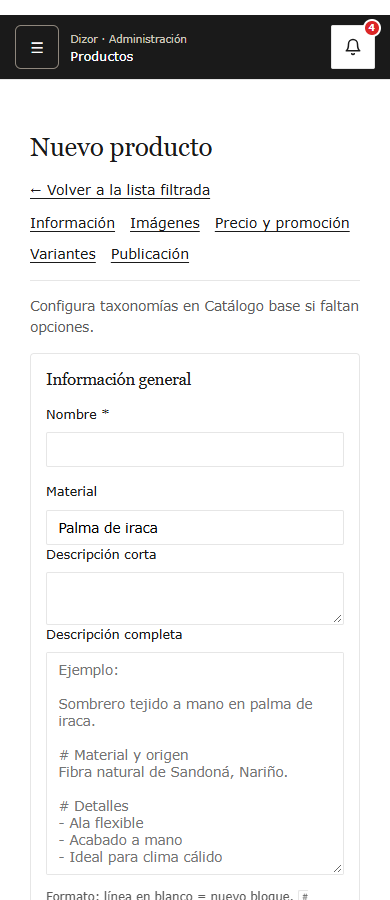 ☰
Dizor · Administración
Productos
4
Nuevo producto
← Volver a la lista filtrada
Información Imágenes Precio y promoción
Variantes Publicación
Configura taxonomías en Catálogo base si faltan
opciones.
Información general
Nombre *
Material
Palma de iraca
Descripción corta
Descripción completa
Ejemplo:
Sombrero tejido a mano en palma de
iraca.
# Material y origen
Fibra natural de Sandoná, Nariño.
# Detalles
- Ala flexible
- Acabado a mano
- Ideal para clima cálido
Formato: línea en blanco = nuevo bloque. #